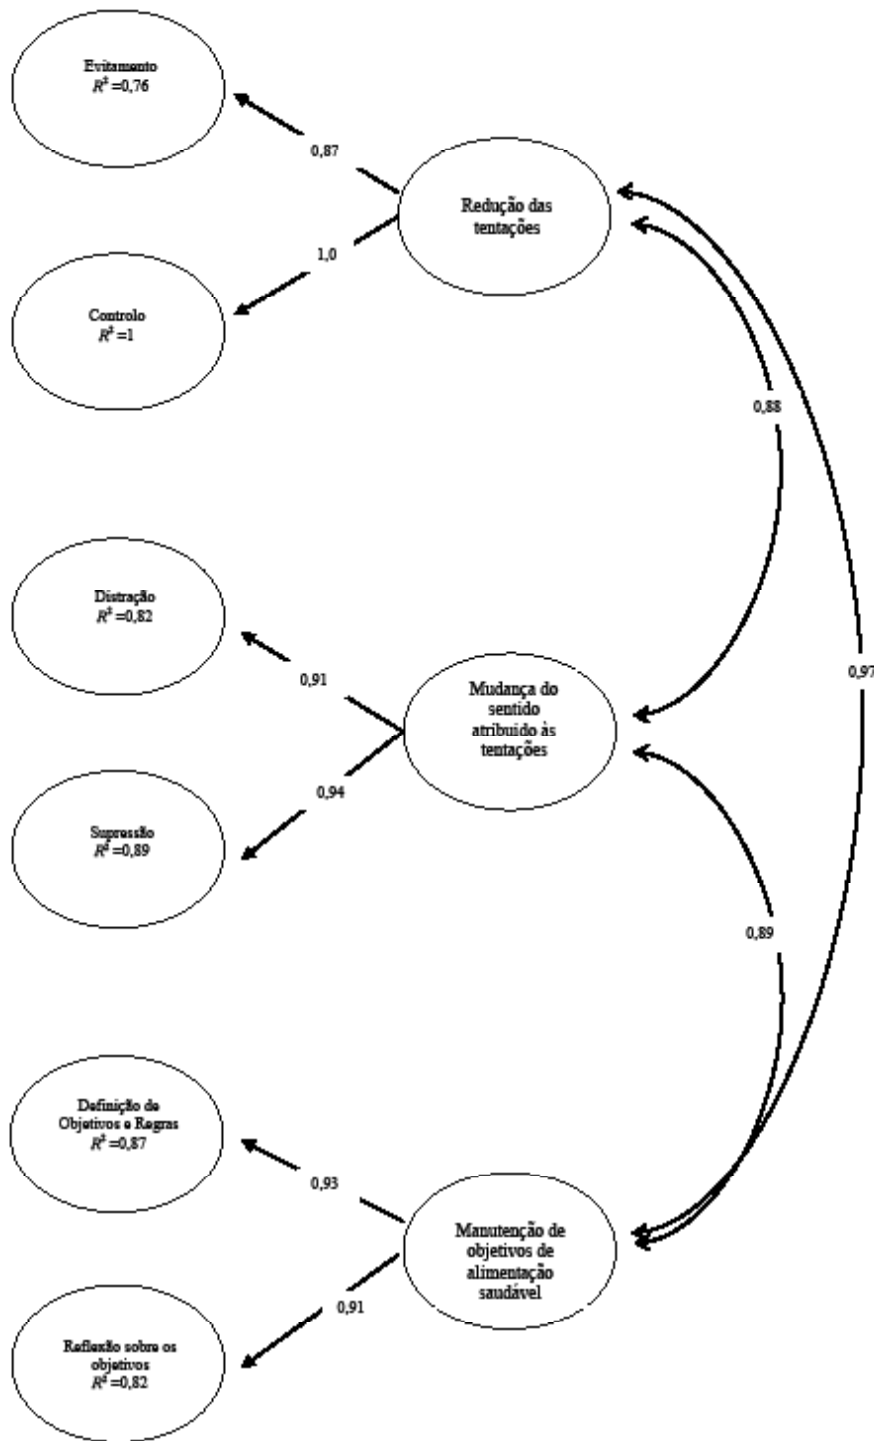 Evitamento
R² =0,76
0,87
Redução das
tentações
1,0
Controlo
R² =1
0,88
Distração
R² =0,82
0,91
Mudança do
sentido
atribuido às
tentações
0,97
0,94
Supressão
R² =0,89
0,89
Definição de
Objetivos e Regras
R² =0,87
0,93
Manutenção de
objetivos de
alimentação
saudável
0,91
Reflexão sobre os
objetivos
R² =0,82